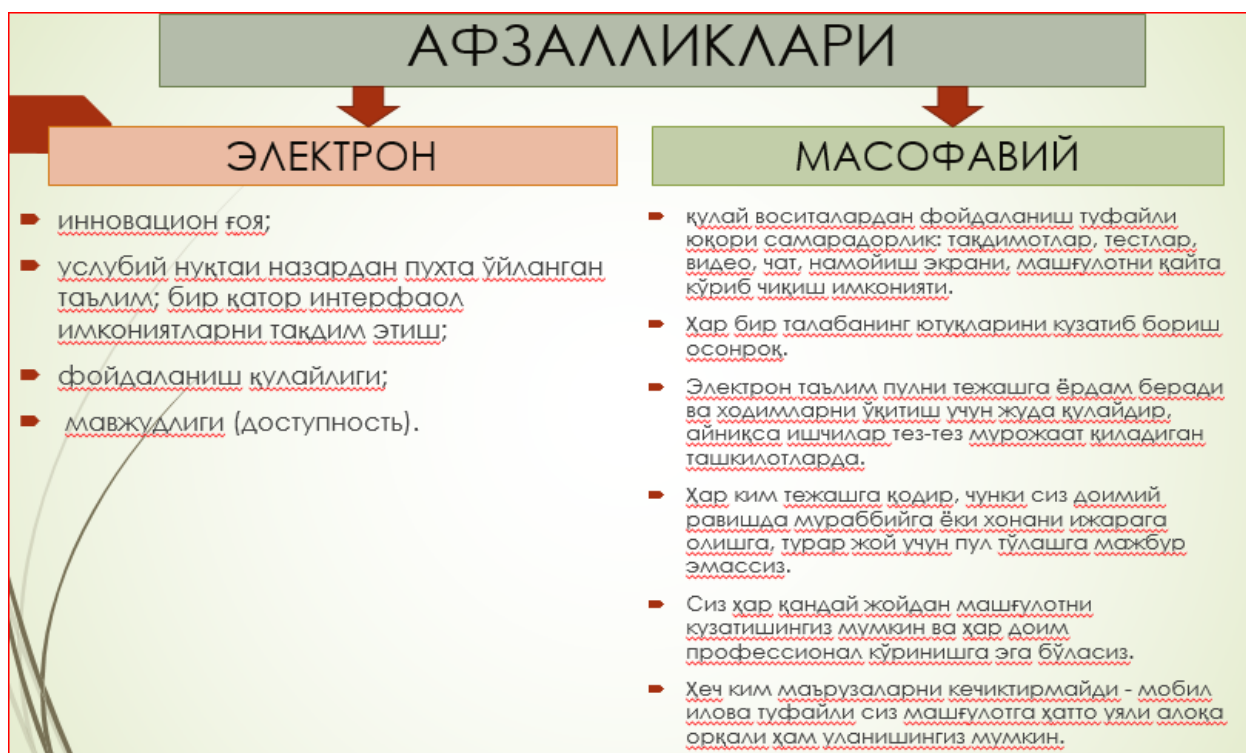 АФЗАЛЛИКЛАРИ
ЭЛЕКТРОН
инновацион ғоя;
услубий нуқтаи назардан пухта ўйланган
таълим; бир қатор интерфаол
имкониятларни тақдим этиш;
фойдаланиш қулайлиги;
мавжудлиги (доступность).
МАСОФАВИЙ
қулай воситалардан фойдаланиш туфайли
юқори самарадорлик: тақдимотлар, тестлар,
видео, чат, намойиш экрани, машғулотни қайта
кўриб чиқиш имконияти.
Ҳар бир талабанинг ютуқларини кузатиб бориш
осонроқ.
Электрон таълим пулни тежашга ёрдам беради
ва ходимларни ўқитиш учун жуда қулайдир,
айниқса ишчилар тез-тез мурожаат қиладиган
ташкилотларда.
Ҳар ким тежашга қодир, чунки сиз доимий
равишда мураббийга ёки хонани ижарага
олишга, турар жой учун пул тўлашга мажбур
эмассиз.
Сиз ҳар қандай жойдан машғулотни
кузатишингиз мумкин ва ҳар доим
профессионал кўринишга эга бўласиз.
Ҳеч ким маърузаларни кечиктирмайди - мобил
илова туфайли сиз машғулотга ҳатто уяли алоқа
орқали ҳам уланишингиз мумкин.